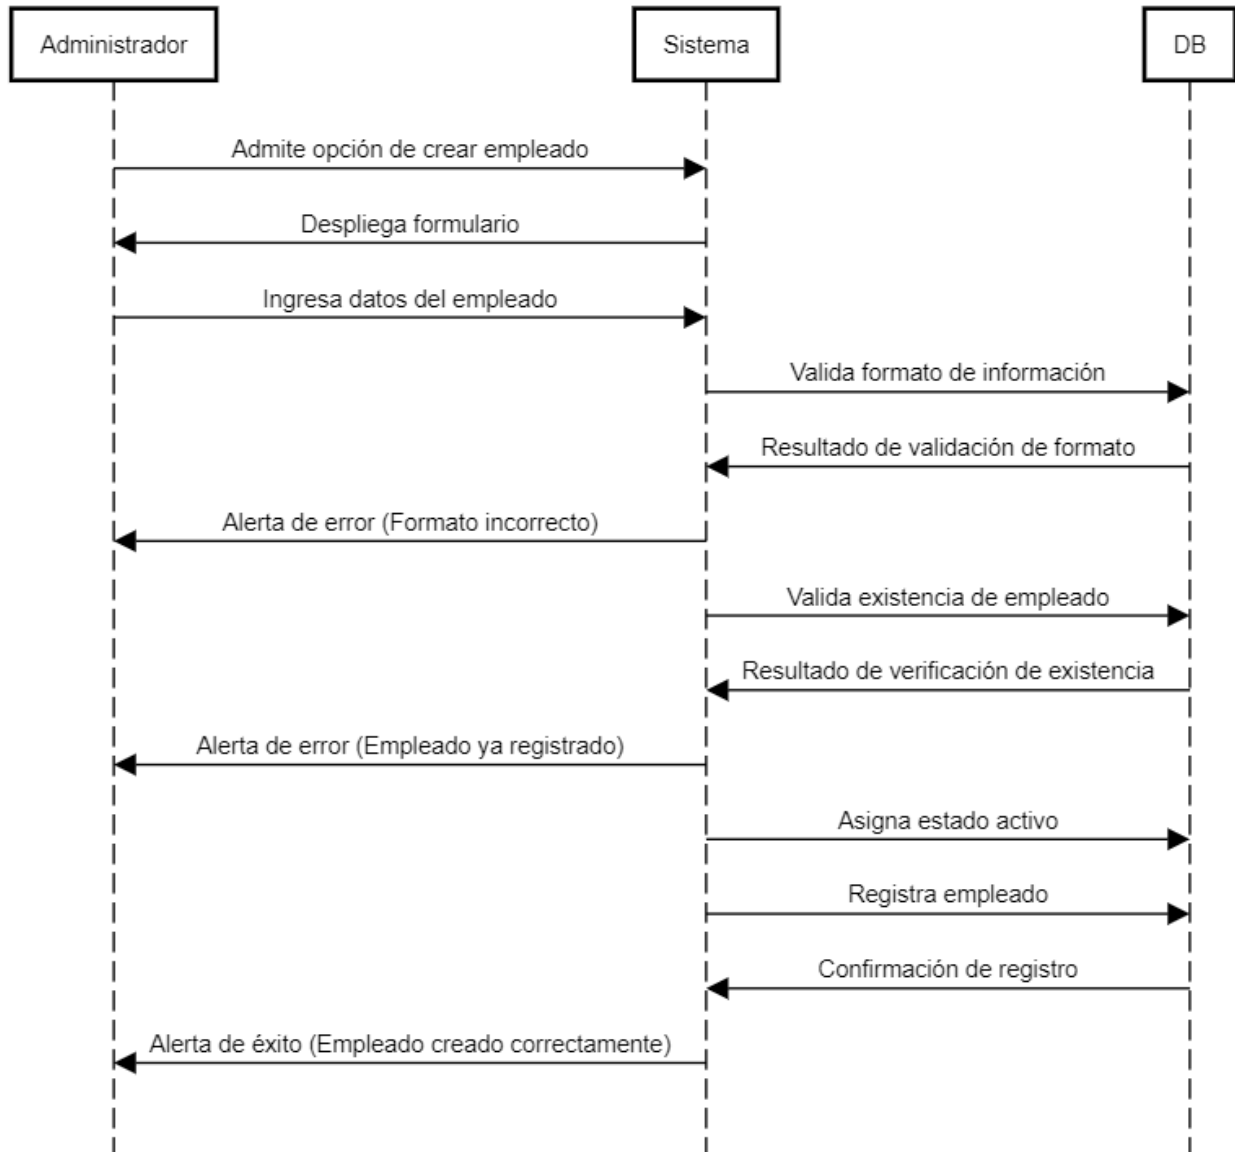 Administrador
Sistema
DB
Admite opción de crear empleado
Despliega formulario
Ingresa datos del empleado
Valida formato de información
Resultado de validación de formato
Alerta de error (Formato incorrecto)
Valida existencia de empleado
Resultado de verificación de existencia
Alerta de error (Empleado ya registrado)
Asigna estado activo
Registra empleado
Confirmación de registro
Alerta de éxito (Empleado creado correctamente)